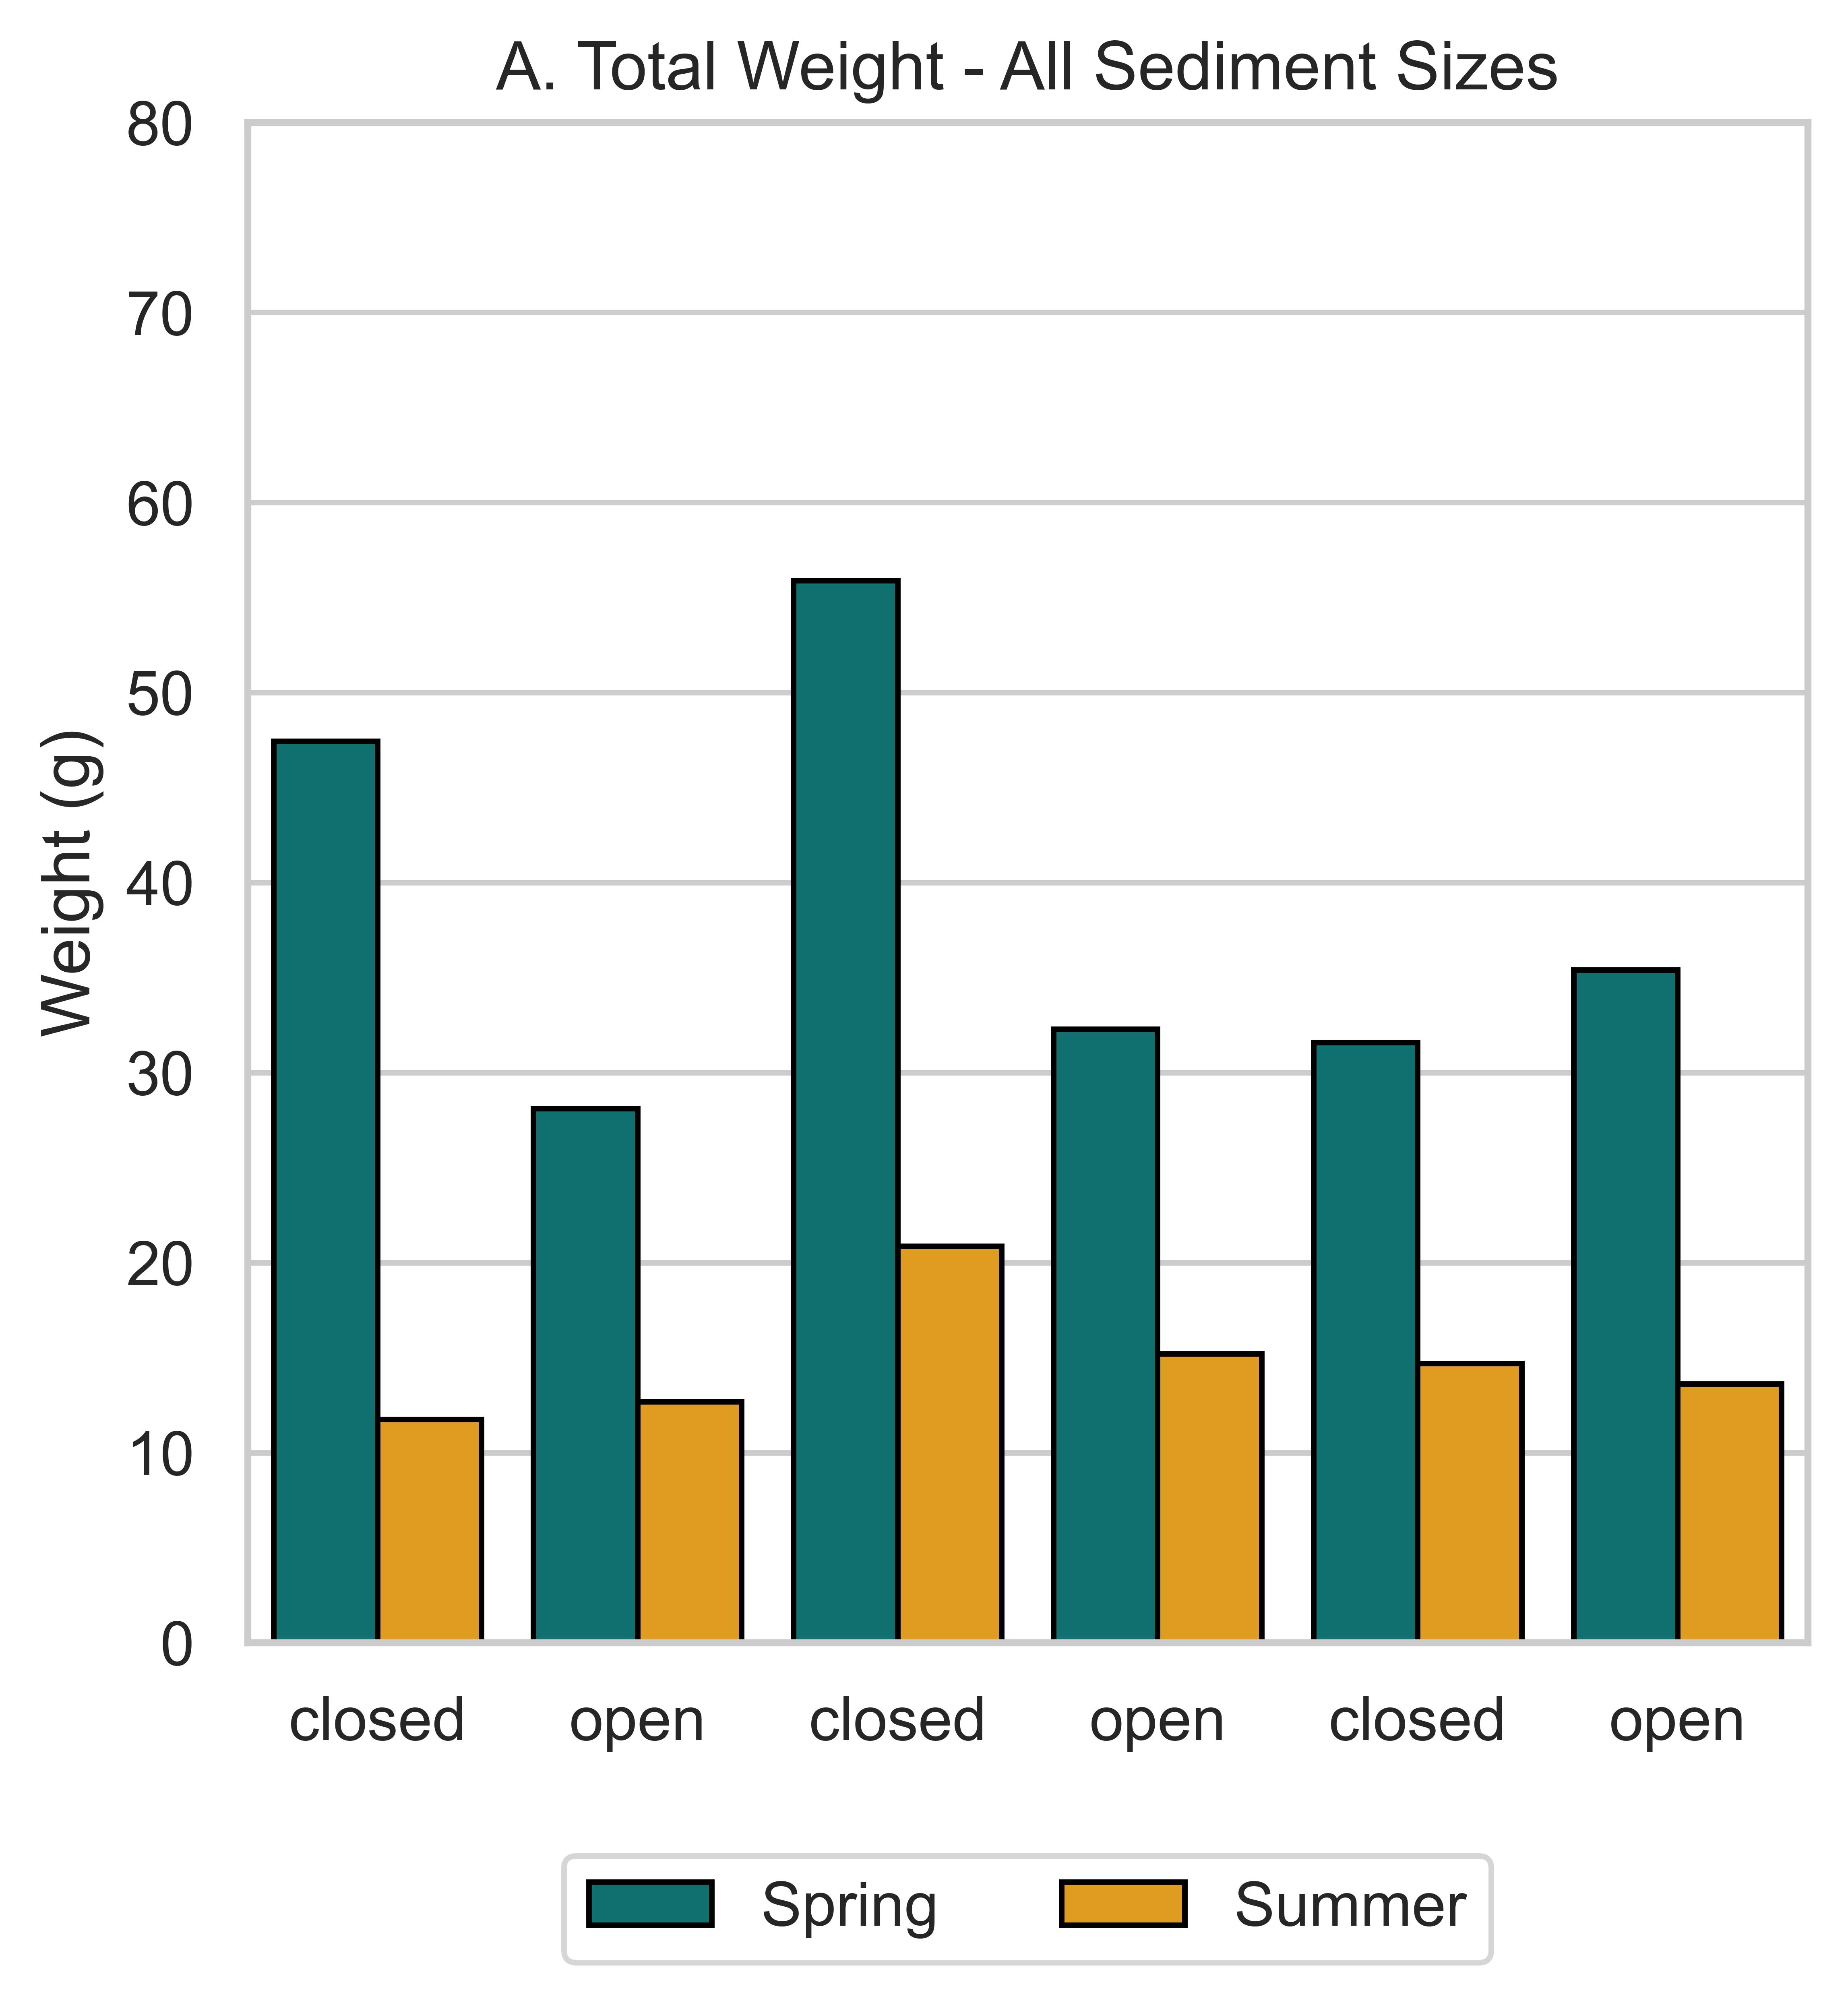 A. Total Weight - All Sediment Sizes
80
70
60
50
40
30
20
10
0
Weight (g)
closed open closed open closed open
Spring Summer